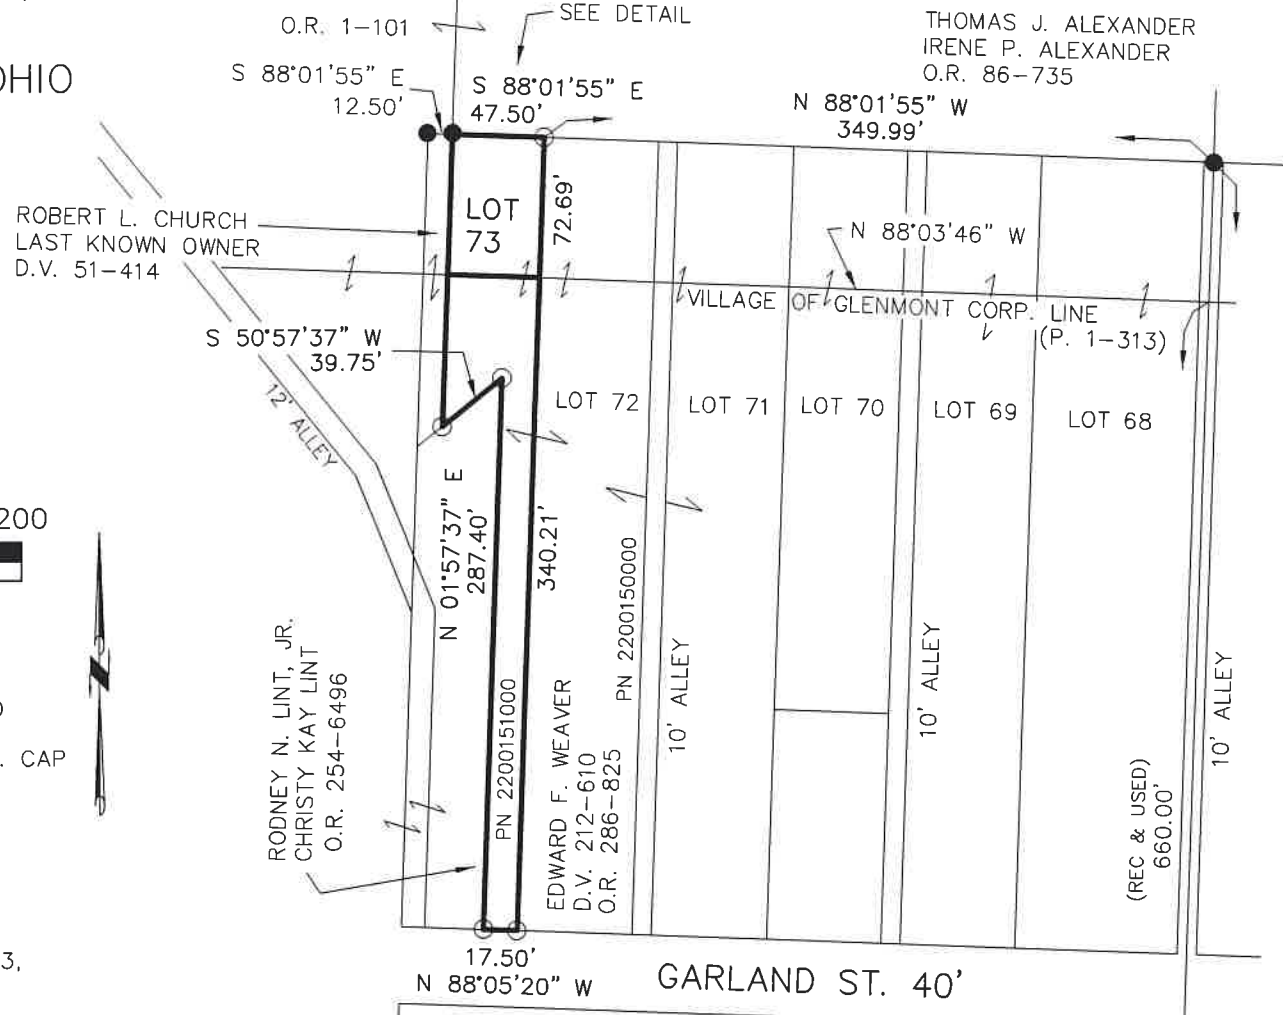 O.R. 1-101
SEE DETAIL
THOMAS J. ALEXANDER
IRENE P. ALEXANDER
O.R. 86-735
OHIO
S 88°01'55" E
12.50'
S 88°01'55" E
47.50'
N 88°01'55" W
349.99'
ROBERT L. CHURCH
LAST KNOWN OWNER
D.V. 51-414
LOT
73
72.69'
N 88°03'46" W
VILLAGE OF GLENMONT CORP. LINE
(P. 1-313)
S 50°57'37" W
39.75'
12' ALLEY
LOT 72
LOT 71
LOT 70
LOT 69
LOT 68
N 01°57'37" E
287.40'
340.21'
200
PN 2200150000
10' ALLEY
10' ALLEY
10' ALLEY
RODNEY N. LINT, JR.
CHRISTY KAY LINT
O.R. 254-6496
PN 2200151000
EDWARD F. WEAVER
D.V. 212-610
O.R. 286-825
(REC & USED)
660.00'
. CAP
3,
17.50'
N 88°05'20" W
GARLAND ST. 40'